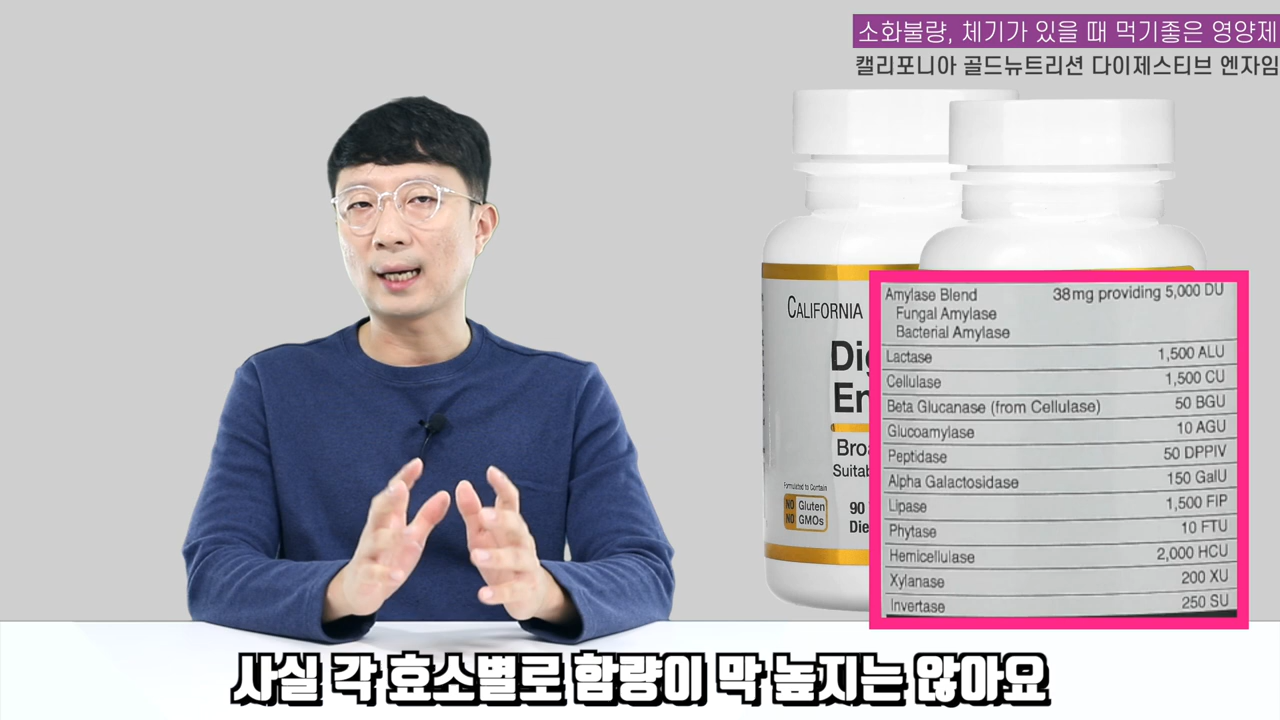 소화불량, 체기가 있을 때 먹기좋은 영양제
캘리포니아 골드뉴트리션 다이제스티브 엔자임
CALIFORNIA
Formulated to Contain
NO Gluten
NO GMOs
90
Amylase Blend 38mg providing 5,000 DU
Fungal Amylase
Bacterial Amylase
Lactase 1,500 ALU
Cellulase 1,500 CU
Beta Glucanase (from Cellulase) 50 BGU
Glucoamylase 10 AGU
Peptidase 50 DPPIV
Alpha Galactosidase 150 GalU
Lipase 1,500 FIP
Phytase 10 FTU
Hemicellulase 2,000 HCU
Xylanase 200 XU
Invertase 250 SU
사실 각 효소별로 함량이 막 높지는 않아요